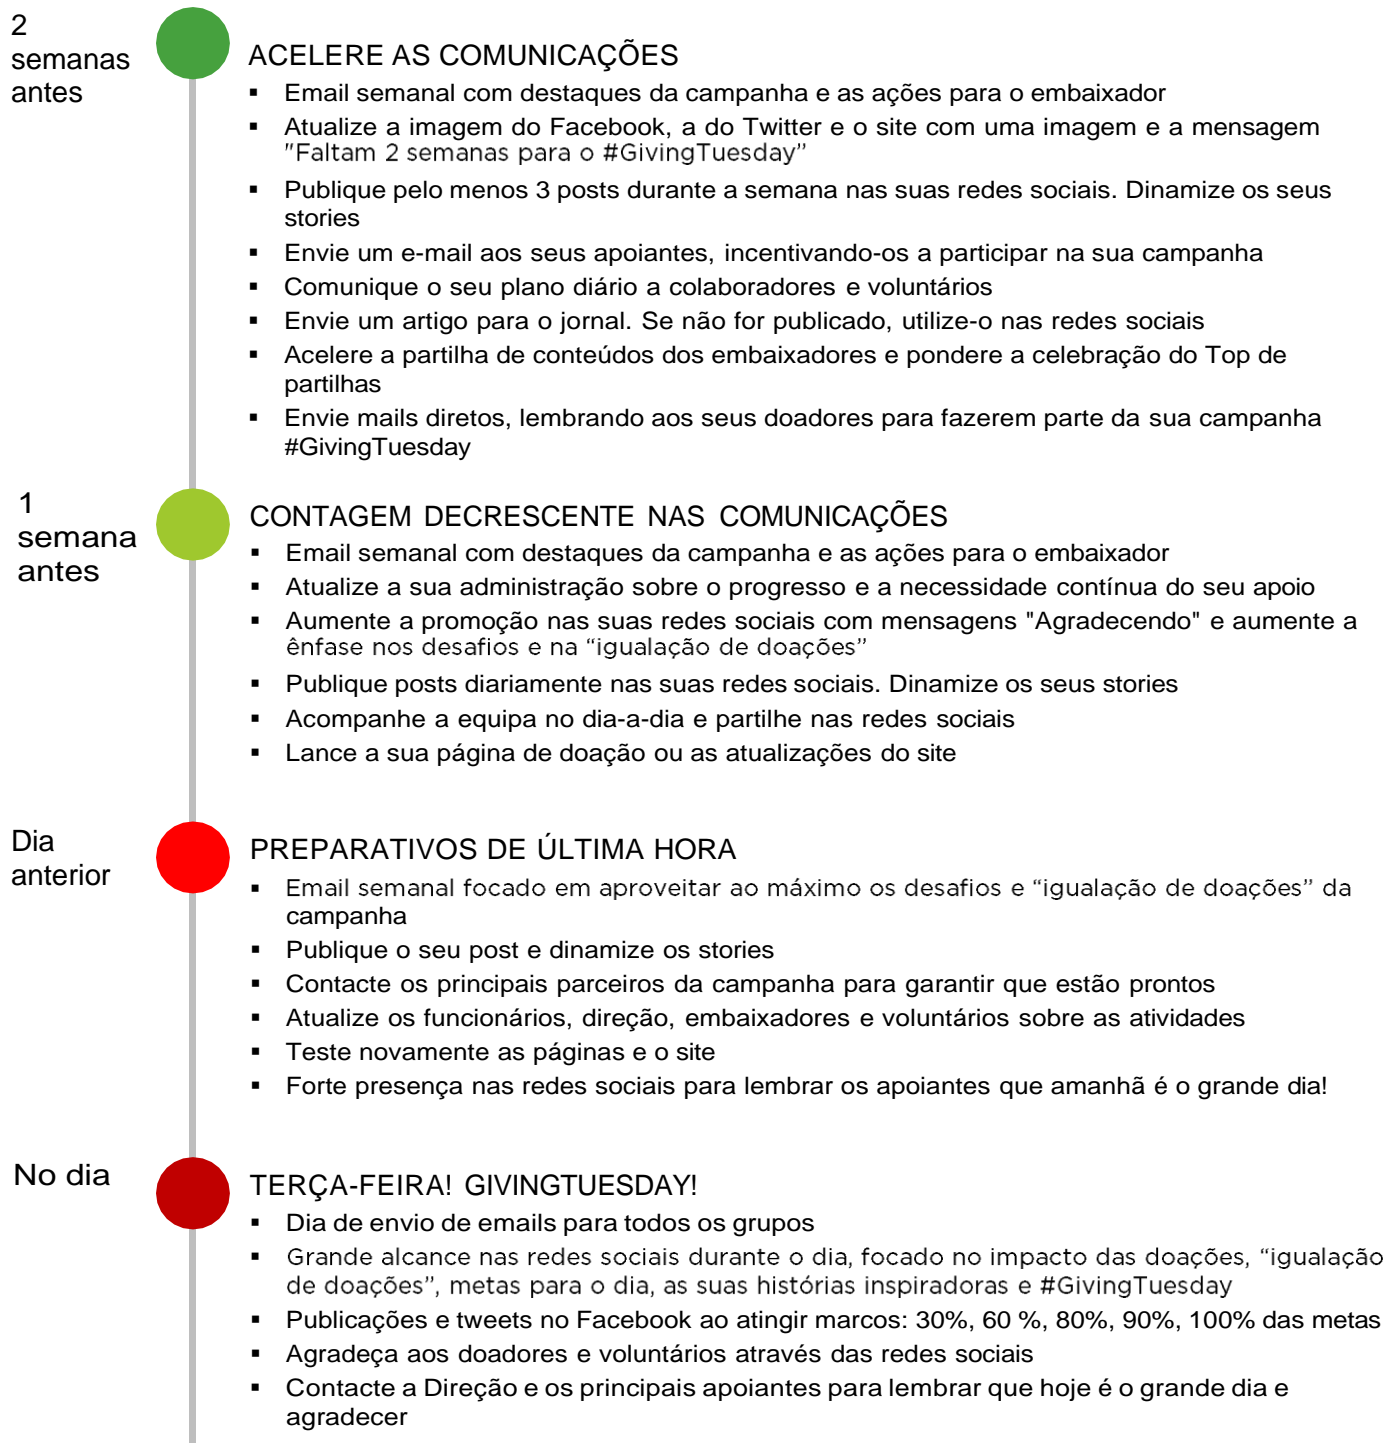 2
semanas
antes
ACELERE AS COMUNICAÇÕES
▪ Email semanal com destaques da campanha e as ações para o embaixador
▪ Atualize a imagem do Facebook, a do Twitter e o site com uma imagem e a mensagem
"Faltam 2 semanas para o #GivingTuesday”
▪ Publique pelo menos 3 posts durante a semana nas suas redes sociais. Dinamize os seus
stories
▪ Envie um e-mail aos seus apoiantes, incentivando-os a participar na sua campanha
▪ Comunique o seu plano diário a colaboradores e voluntários
▪ Envie um artigo para o jornal. Se não for publicado, utilize-o nas redes sociais
▪ Acelere a partilha de conteúdos dos embaixadores e pondere a celebração do Top de
partilhas
▪ Envie mails diretos, lembrando aos seus doadores para fazerem parte da sua campanha
#GivingTuesday
1
semana
antes
CONTAGEM DECRESCENTE NAS COMUNICAÇÕES
▪ Email semanal com destaques da campanha e as ações para o embaixador
▪ Atualize a sua administração sobre o progresso e a necessidade contínua do seu apoio
▪ Aumente a promoção nas suas redes sociais com mensagens "Agradecendo" e aumente a
ênfase nos desafios e na “igualação de doações”
▪ Publique posts diariamente nas suas redes sociais. Dinamize os seus stories
▪ Acompanhe a equipa no dia-a-dia e partilhe nas redes sociais
▪ Lance a sua página de doação ou as atualizações do site
Dia
anterior
PREPARATIVOS DE ÚLTIMA HORA
▪ Email semanal focado em aproveitar ao máximo os desafios e “igualação de doações” da
campanha
▪ Publique o seu post e dinamize os stories
▪ Contacte os principais parceiros da campanha para garantir que estão prontos
▪ Atualize os funcionários, direção, embaixadores e voluntários sobre as atividades
▪ Teste novamente as páginas e o site
▪ Forte presença nas redes sociais para lembrar os apoiantes que amanhã é o grande dia!
No dia
TERÇA-FEIRA! GIVINGTUESDAY!
▪ Dia de envio de emails para todos os grupos
▪ Grande alcance nas redes sociais durante o dia, focado no impacto das doações, “igualação
de doações”, metas para o dia, as suas histórias inspiradoras e #GivingTuesday
▪ Publicações e tweets no Facebook ao atingir marcos: 30%, 60 %, 80%, 90%, 100% das metas
▪ Agradeça aos doadores e voluntários através das redes sociais
▪ Contacte a Direção e os principais apoiantes para lembrar que hoje é o grande dia e
agradecer